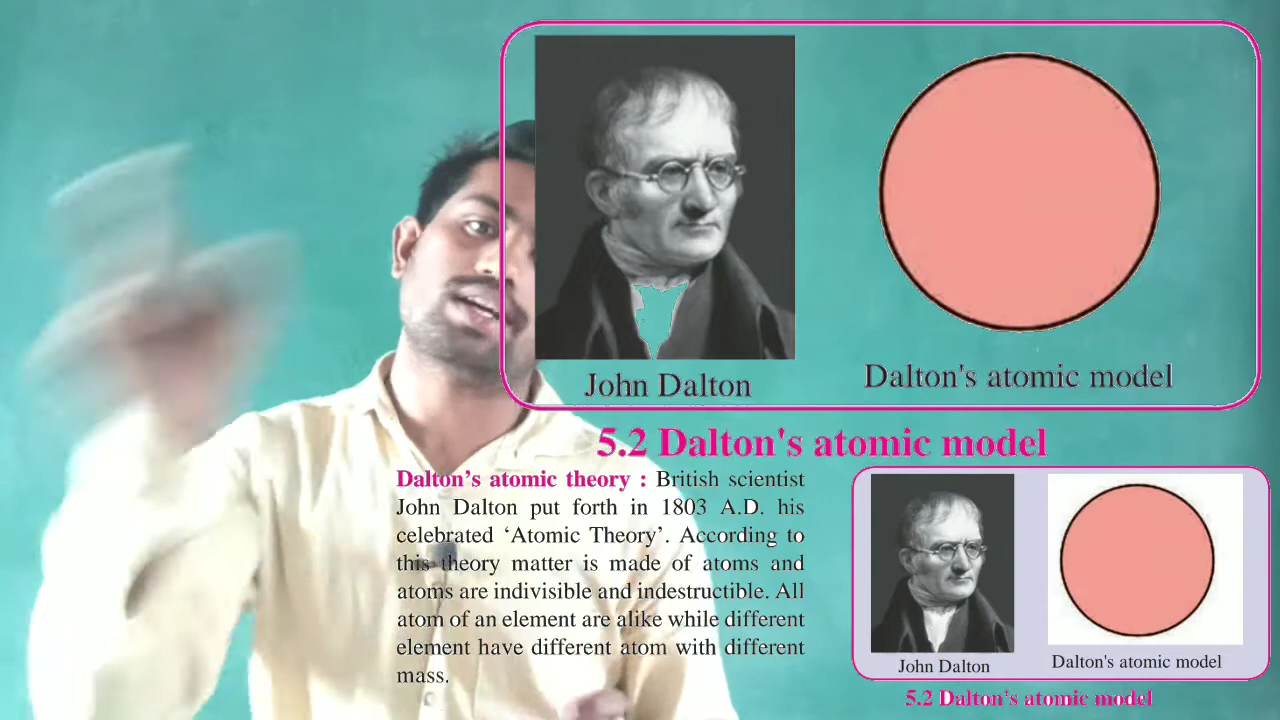 John Dalton
Dalton's atomic model
5.2 Dalton's atomic model
Dalton’s atomic theory : British scientist
John Dalton put forth in 1803 A.D. his
celebrated ‘Atomic Theory’. According to
this theory matter is made of atoms and
atoms are indivisible and indestructible. All
atom of an element are alike while different
element have different atom with different
mass.
John Dalton
Dalton's atomic model
5.2 Dalton's atomic model